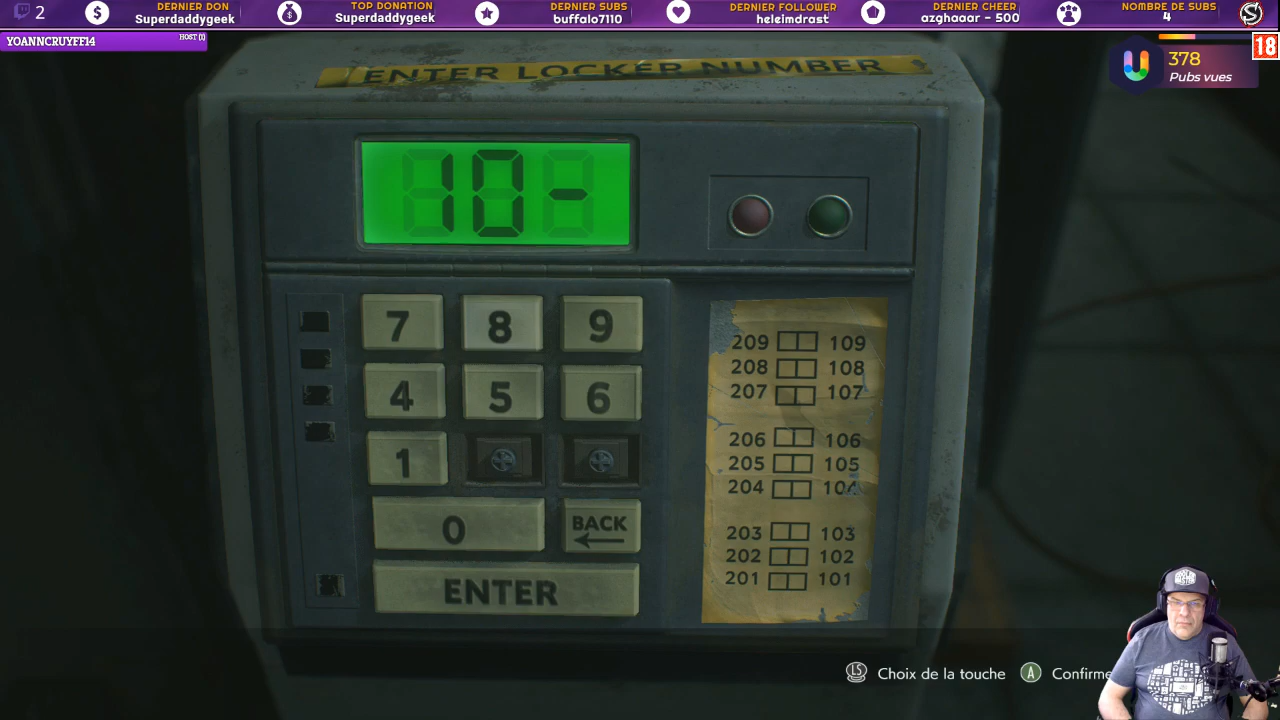 2
DERNIER DON
Superdaddygeek
TOP DONATION
Superdaddygeek
DERNIER SUBS
buffalo7110
DERNIER FOLLOWER
heleimdrast
DERNIER CHEER
azghaaar - 500
NOMBRE DE SUBS
4
YOANNCRUYFF14
HOST (1)
18
378
Pubs vues
ENTER LOCKER NUMBER
10-
7 8 9
4 5 6
1
0 BACK
ENTER
209 109
208 108
207 107
206 106
205 105
204 104
203 103
202 102
201 101
LS Choix de la touche A Confirme